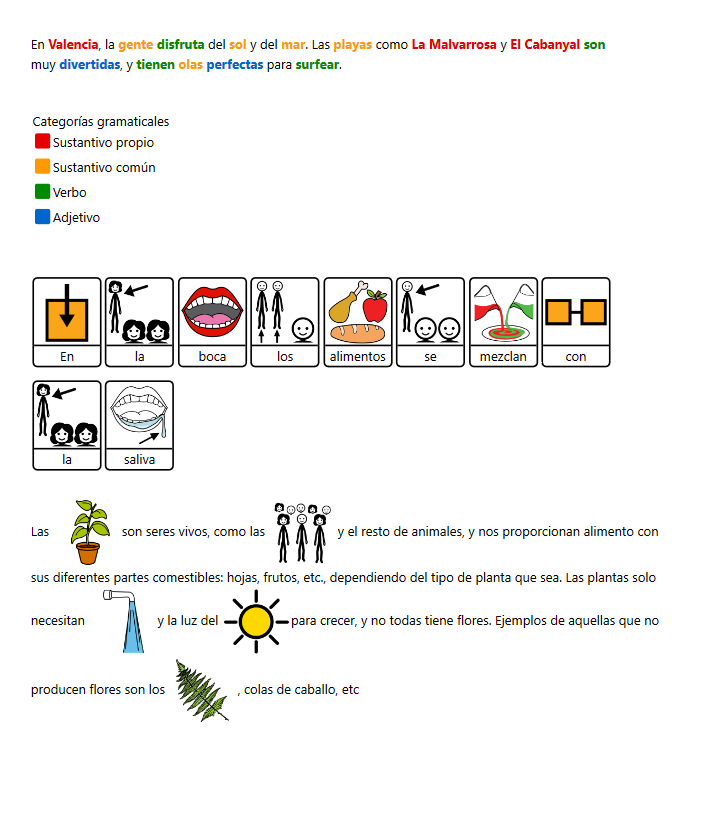 En Valencia, la gente disfruta del sol y del mar. Las playas como La Malvarrosa y El Cabanyal son
muy divertidas, y tienen olas perfectas para surfear.
Categorías gramaticales
Sustantivo propio
Sustantivo común
Verbo
Adjetivo
En la boca los alimentos se mezclan con
la saliva
Las son seres vivos, como las y el resto de animales, y nos proporcionan alimento con
sus diferentes partes comestibles: hojas, frutos, etc., dependiendo del tipo de planta que sea. Las plantas solo
necesitan y la luz del para crecer, y no todas tiene flores. Ejemplos de aquellas que no
producen flores son los , colas de caballo, etc